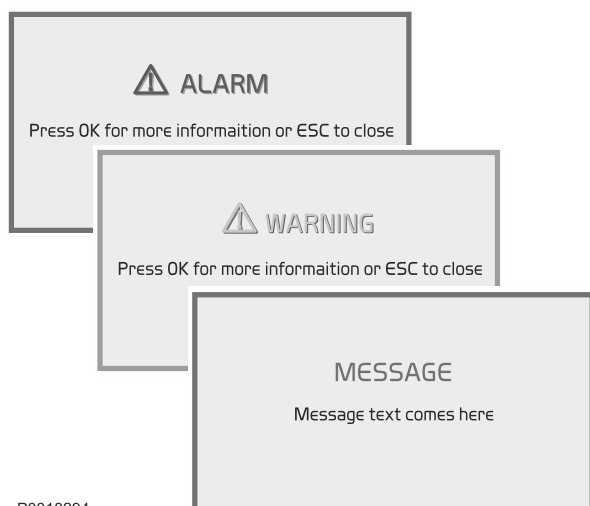 ALARM
Press OK for more informaition or ESC to close
WARNING
Press OK for more informaition or ESC to close
MESSAGE
Message text comes here